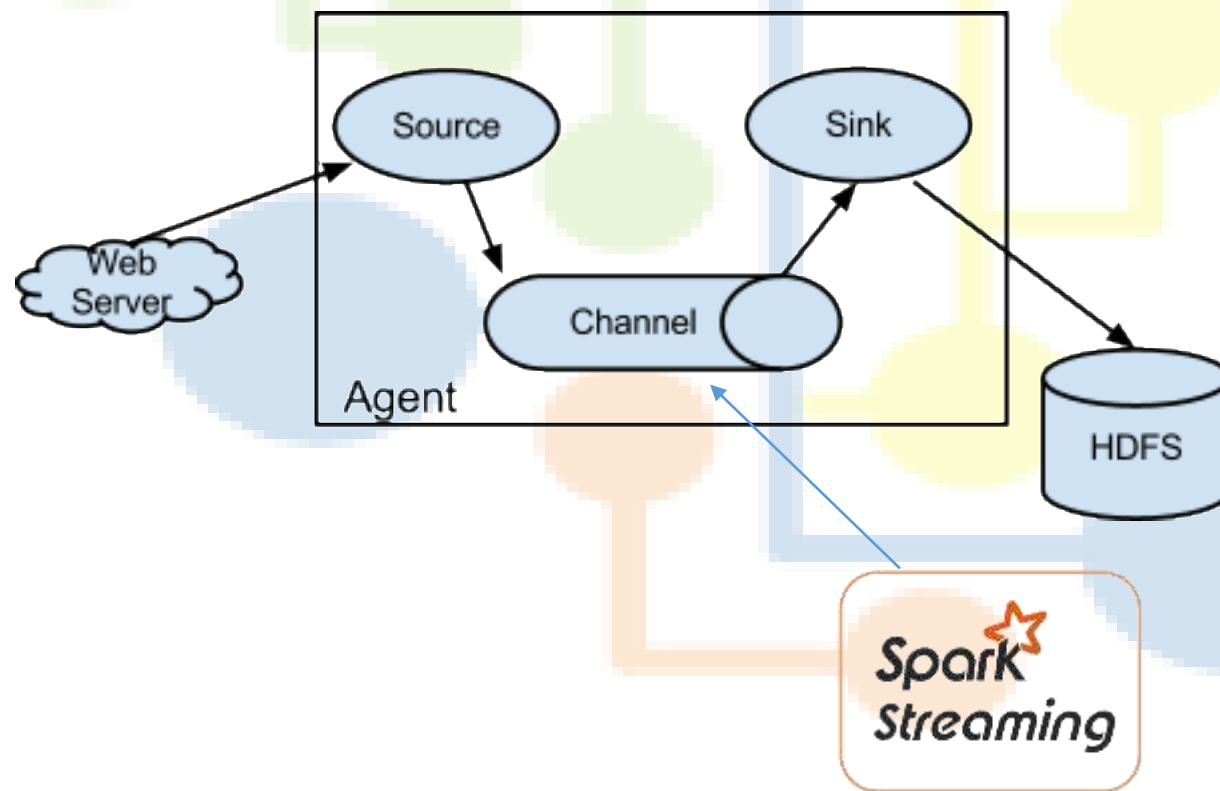 Source
Sink
Web
Server
Channel
Agent
HDFS
Spark
Streaming